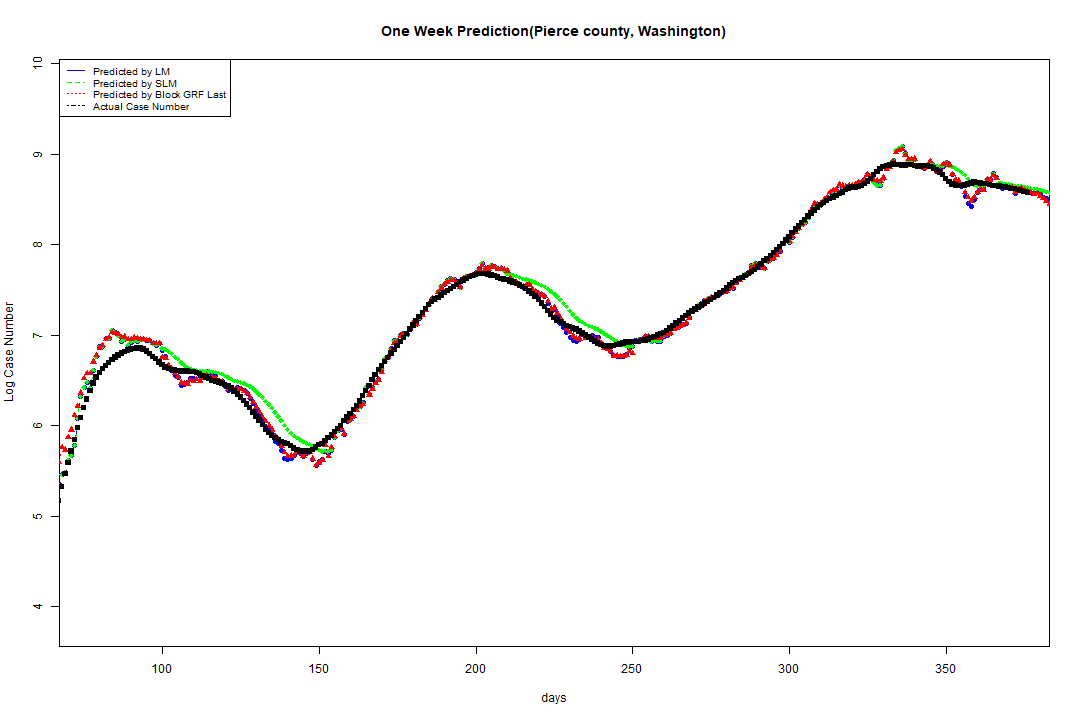 One Week Prediction(Pierce county, Washington)
Predicted by LM
Predicted by SLM
Predicted by Block GRF Last
Actual Case Number
10
9
8
7
6
5
4
Log Case Number
100 150 200 250 300 350
days